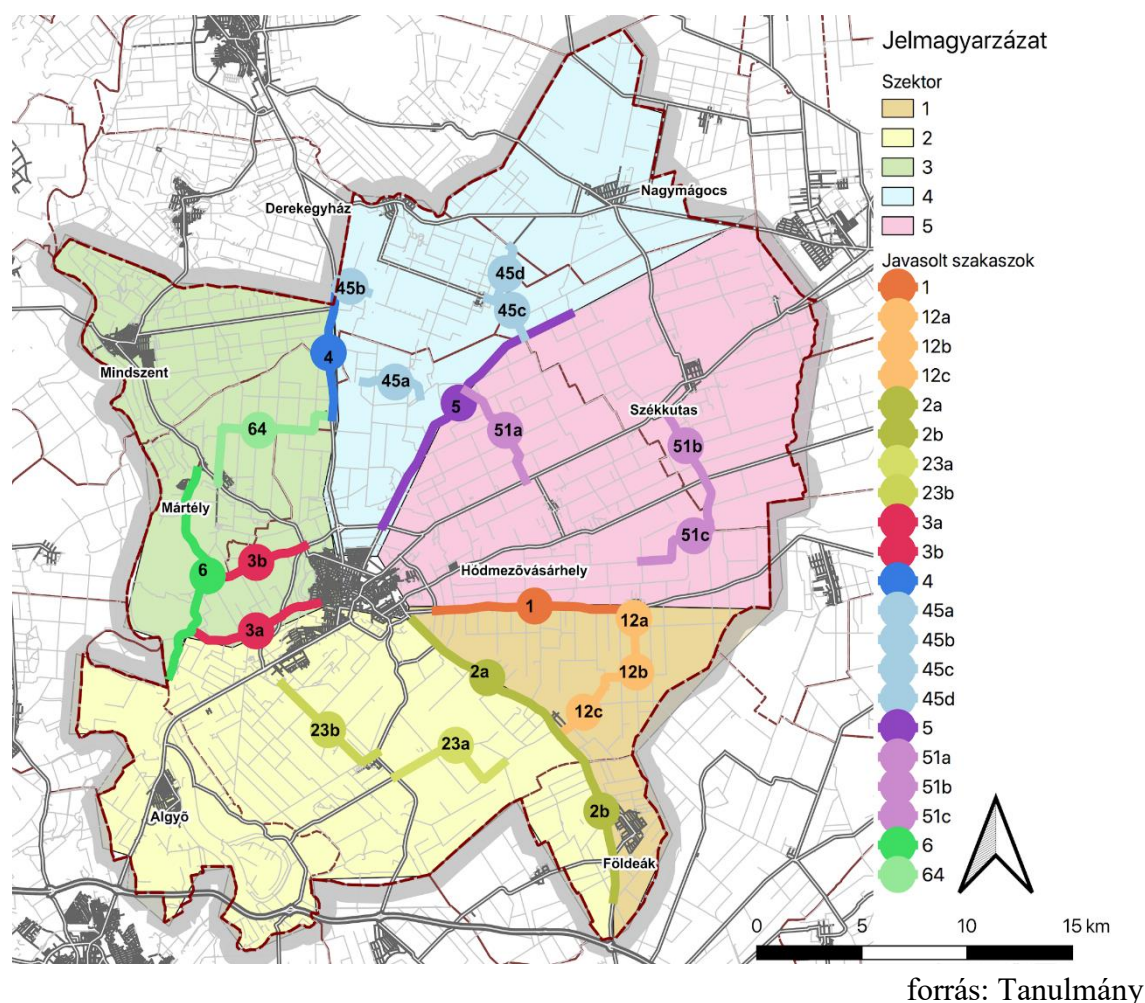 Jelmagyarzázat
Szektor
1
2
3
4
5
Javasolt szakaszok
1
12a
12b
12c
2a
2b
23a
23b
3a
3b
4
45a
45b
45c
45d
5
51a
51b
51c
6
64
Nagymágocs
Derekegyház
45d
45b
45c
4
Mindszent
45a
5
Székkutas
64
51a
51b
Mártély
51c
3b
Hódmezővásárhely
6
1
12a
3a
2a
12b
12c
23b
23a
Algyő
2b
Földeák
0 5 10 15 km
forrás: Tanulmány